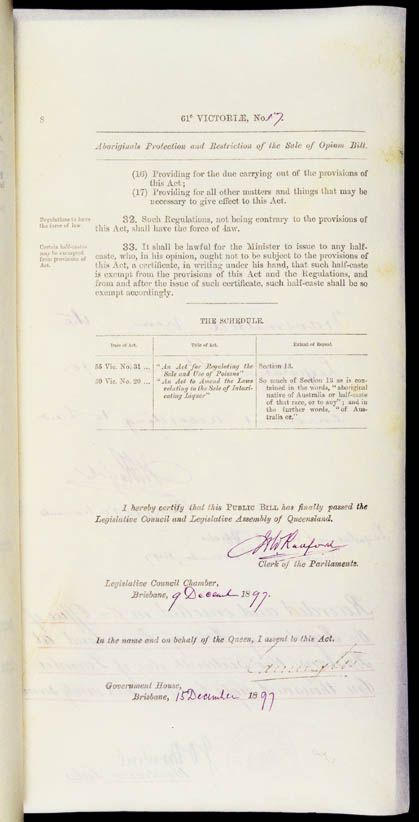 8
61° VICTORIÆ, No. 17.
Aboriginals Protection and Restriction of the Sale of Opium Bill.
(16) Providing for the due carrying out of the provisions of
this Act;
(17) Providing for all other matters and things that may be
necessary to give effect to this Act.
Regulations to have
the force of law.
32. Such Regulations, not being contrary to the provisions of
this Act, shall have the force of law.
Certain half-castes
may be exempted
from provisions of
Act.
33. It shall be lawful for the Minister to issue to any half-
caste, who, in his opinion, ought not to be subject to the provisions of
this Act, a certificate, in writing under his hand, that such half-caste
is exempt from the provisions of this Act and the Regulations, and
from and after the issue of such certificate, such half-caste shall be so
exempt accordingly.
THE SCHEDULE.
Date of Act. Title of Act. Extent of Repeal.
55 Vic. No. 31 ... "An Act for Regulating the Section 13.
Sale and Use of Poisons"
"An Act to Amend the Laws So much of Section 13 as is con-
relating to the Sale of Intoxi- tained in the words, "aboriginal
cating Liquor" native of Australia or half-caste
of that race, or to any"; and in
the further words, "of Aus-
tralia or."
I hereby certify that this PUBLIC BILL has finally passed the
Legislative Council and Legislative Assembly of Queensland.
Radford
Clerk of the Parliaments.
Legislative Council Chamber,
Brisbane, 9 Decemb 1897.
In the name and on behalf of the Queen, I assent to this Act.
Government House,
Brisbane, 15 December 1897